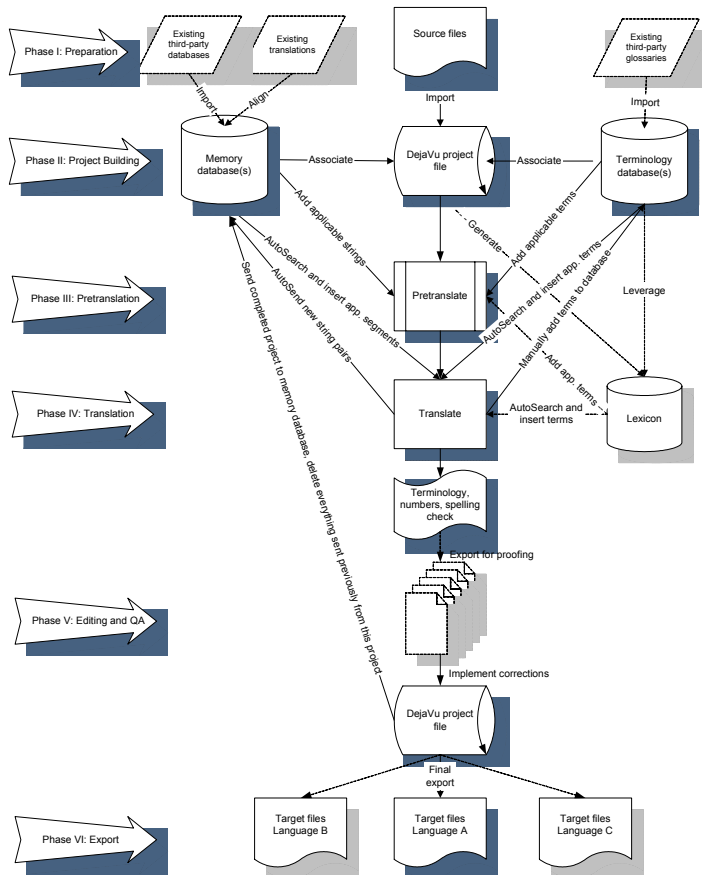 Phase I: Preparation
Existing
third-party
databases
Existing
translations
Source files
Existing
third-party
glossaries
Import
Align
Import
Import
Phase II: Project Building
Memory
database(s)
Associate
DejaVu project
file
Associate
Terminology
database(s)
Add applicable strings
Generate
Add applicable terms
AutoSearch and insert app. segments
AutoSend new string pairs
AutoSearch and insert app. terms
Manually add terms to database
Send completed project to memory database, delete everything sent previously from this project
Phase III: Pretranslation
Pretranslate
Leverage
Add app. terms
Phase IV: Translation
Translate
AutoSearch and
insert terms
Lexicon
Terminology,
numbers, spelling
check
Export for proofing
Phase V: Editing and QA
Implement corrections
DejaVu project
file
Final
export
Phase VI: Export
Target files
Language B
Target files
Language A
Target files
Language C